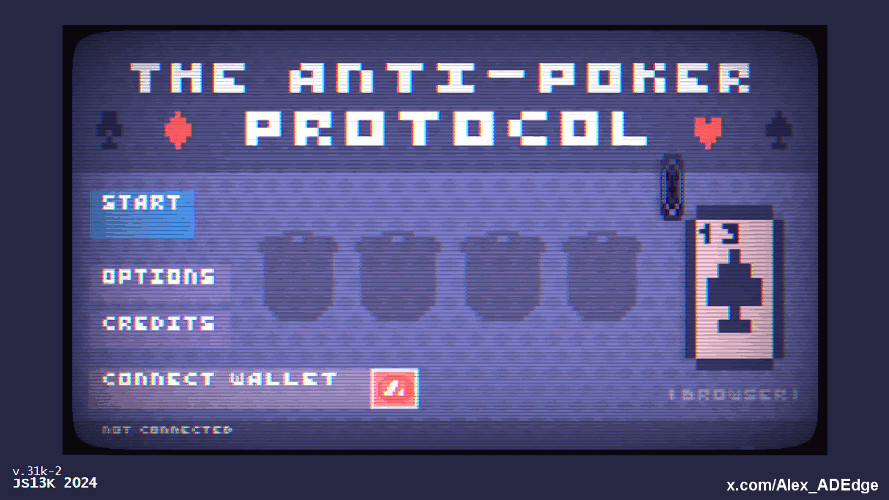 THE ANTI-POKER
PROTOCOL
START
13
OPTIONS
CREDITS
CONNECT WALLET
[BROWSER]
NOT CONNECTED
v.31k-2
JS13K 2024
x.com/Alex_ADEdge